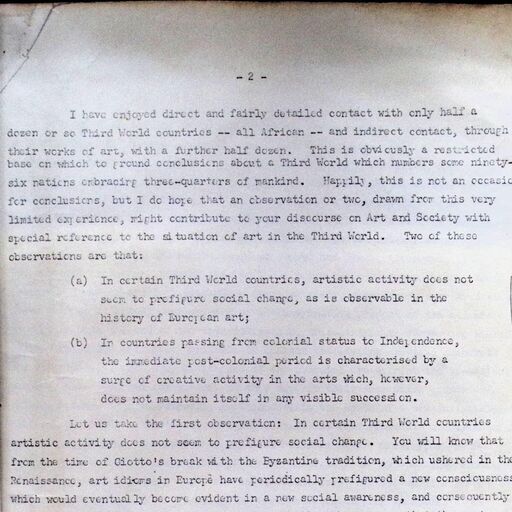 - 2 -
I have enjoyed direct and fairly detailed contact with only half a
dozen or so Third World countries -- all African -- and indirect contact, through
their works of art, with a further half dozen. This is obviously a restricted
base on which to ground conclusions about a Third World which numbers some ninety-
six nations embracing three-quarters of mankind. Happily, this is not an occasio
for conclusions, but I do hope that an observation or two, drawn from this very
limited experience, might contribute to your discourse on Art and Society with
special reference to the situation of art in the Third World. Two of these
observations are that:
(a) In certain Third World countries, artistic activity does not
seem to prefigure social change, as is observable in the
history of European art;
(b) In countries passing from colonial status to Independence,
the immediate post-colonial period is characterised by a
surge of creative activity in the arts which, however,
does not maintain itself in any visible succession.
Let us take the first observation: In certain Third World countries
artistic activity does not seem to prefigure social change. You will know that
from the time of Giotto's break with the Byzantine tradition, which ushered in the
Renaissance, art idioms in Europe have periodically prefigured a new consciousness
which would eventually become evident in a new social awareness, and consequently